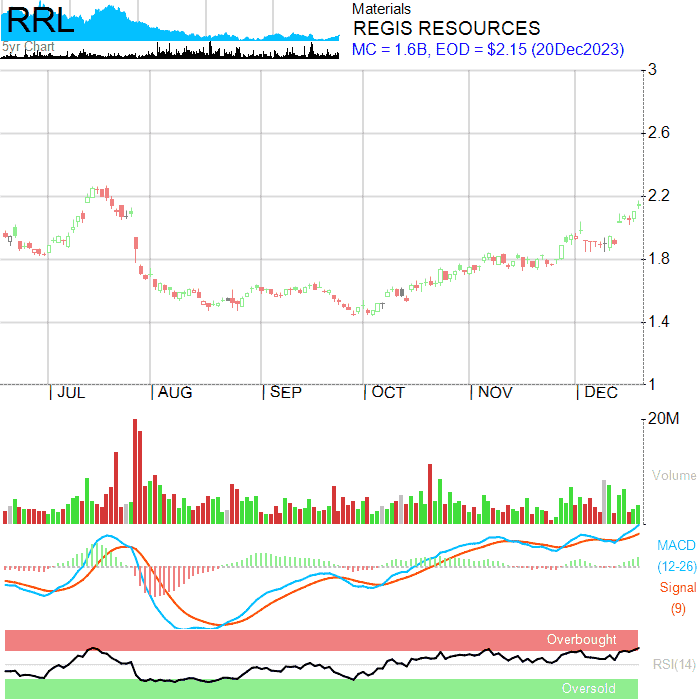 RRL
5yr Chart
Materials
REGIS RESOURCES
MC = 1.6B, EOD = $2.15 (20Dec2023)
3
2.6
2.2
1.8
1.4
1
JUL AUG SEP OCT NOV DEC
20M
Volume
MACD
(12-26)
Signal
(9)
Overbought
RSI(14)
Oversold